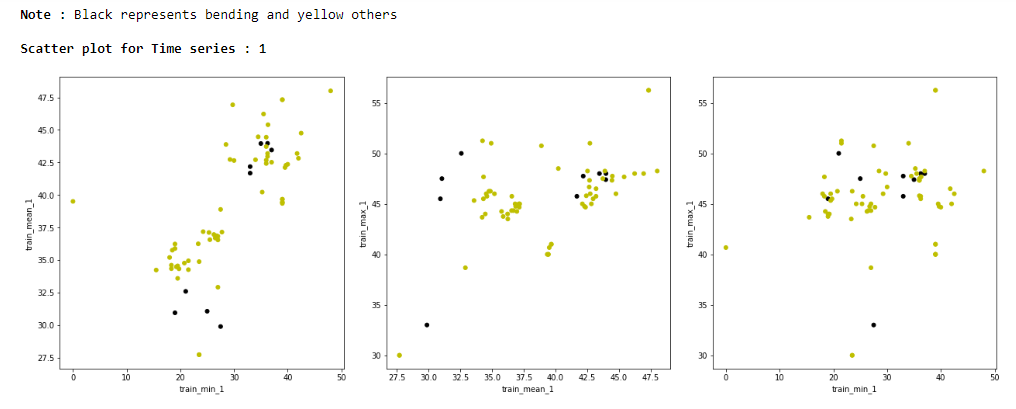 Note : Black represents bending and yellow others
Scatter plot for Time series : 1
47.5
45.0
42.5
40.0
37.5
35.0
32.5
30.0
27.5
train_mean_1
0 10 20 30 40 50
train_min_1
55
50
45
40
35
30
train_max_1
27.5 30.0 32.5 35.0 37.5 40.0 42.5 45.0 47.5
train_mean_1
55
50
45
40
35
30
train_max_1
0 10 20 30 40 50
train_min_1